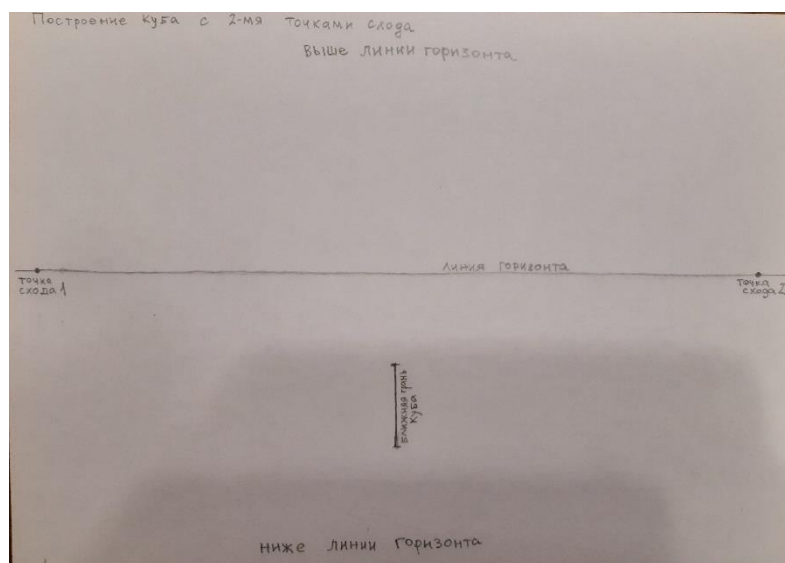 Построение куба с 2-мя точками схода
выше линии горизонта
линия горизонта
точка
схода 1
точка
схода 2
ближняя грань
куба
ниже линии горизонта